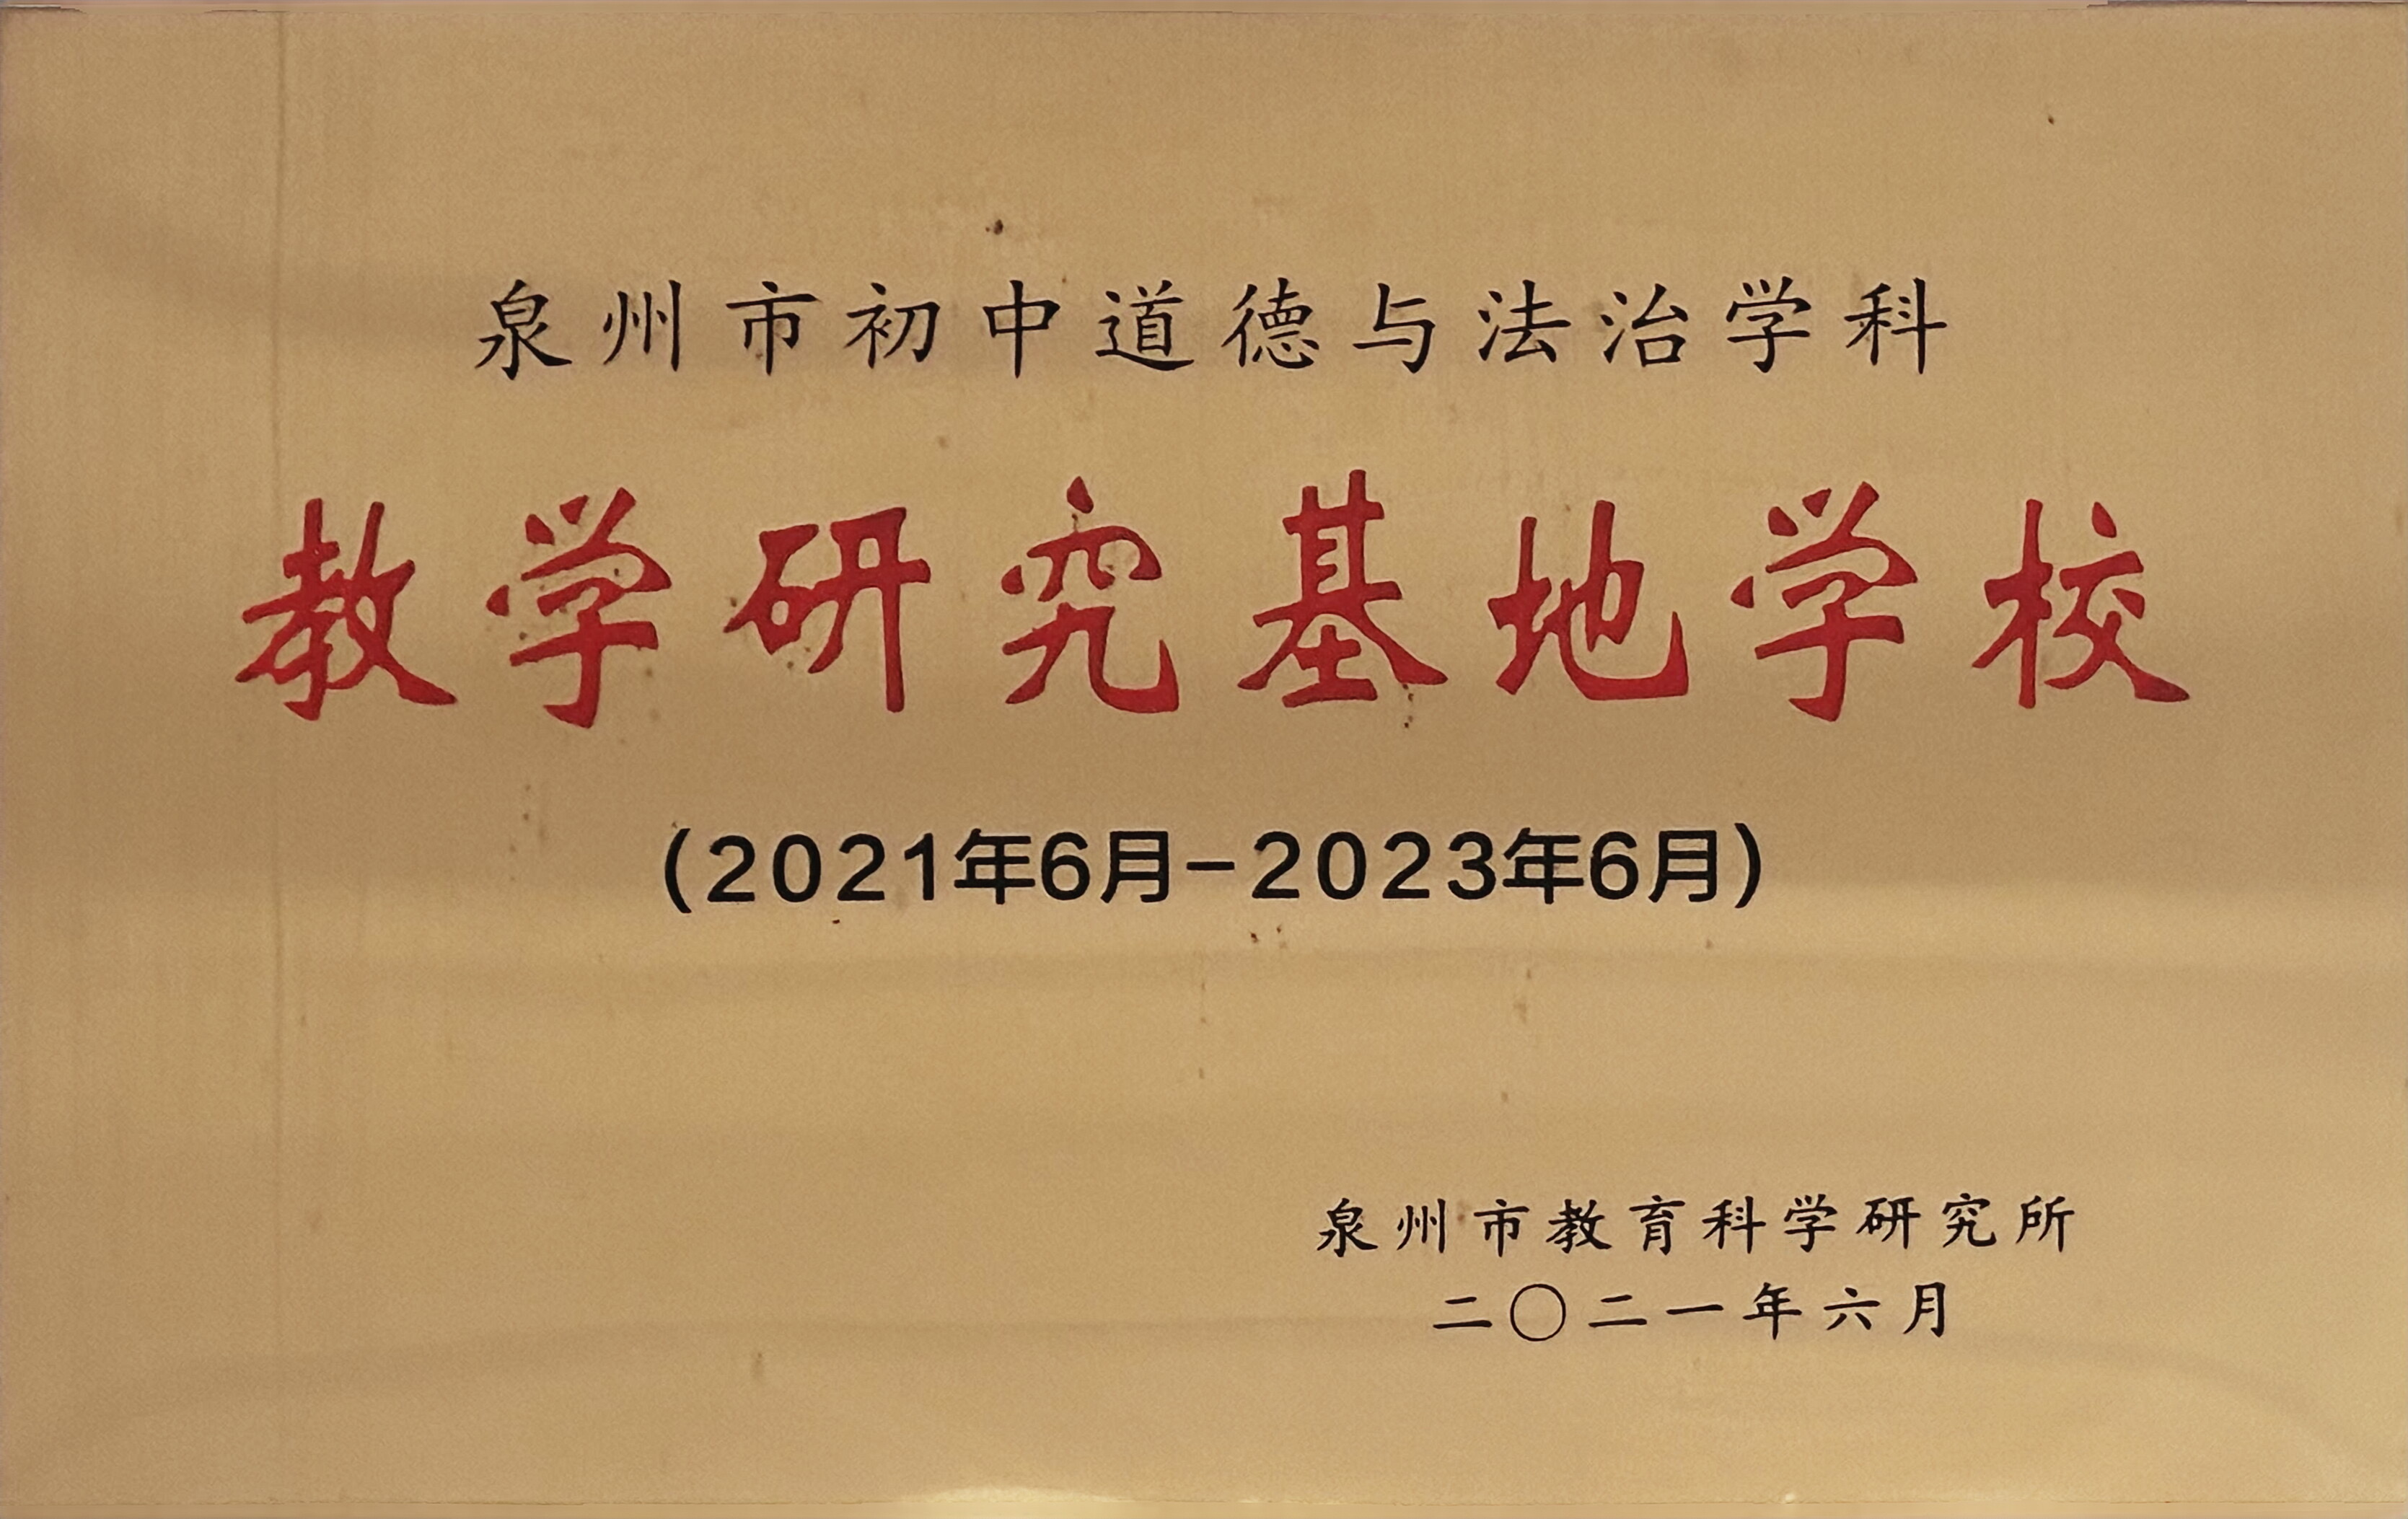 泉州市初中道德与法治学科
教学研究基地学校
(2021年6月-2023年6月)
泉州市教育科学研究所
二〇二一年六月